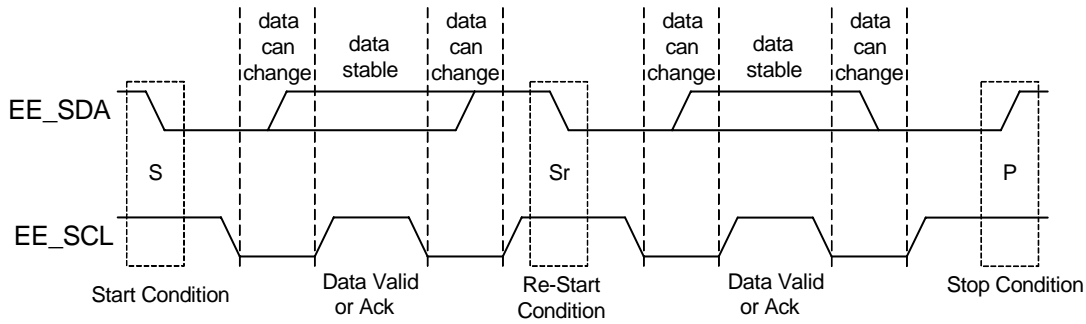 data
can
change
data
stable
data
can
change
data
can
change
data
stable
data
can
change
EE_SDA
S
Sr
P
EE_SCL
Start Condition
Data Valid
or Ack
Re-Start
Condition
Data Valid
or Ack
Stop Condition